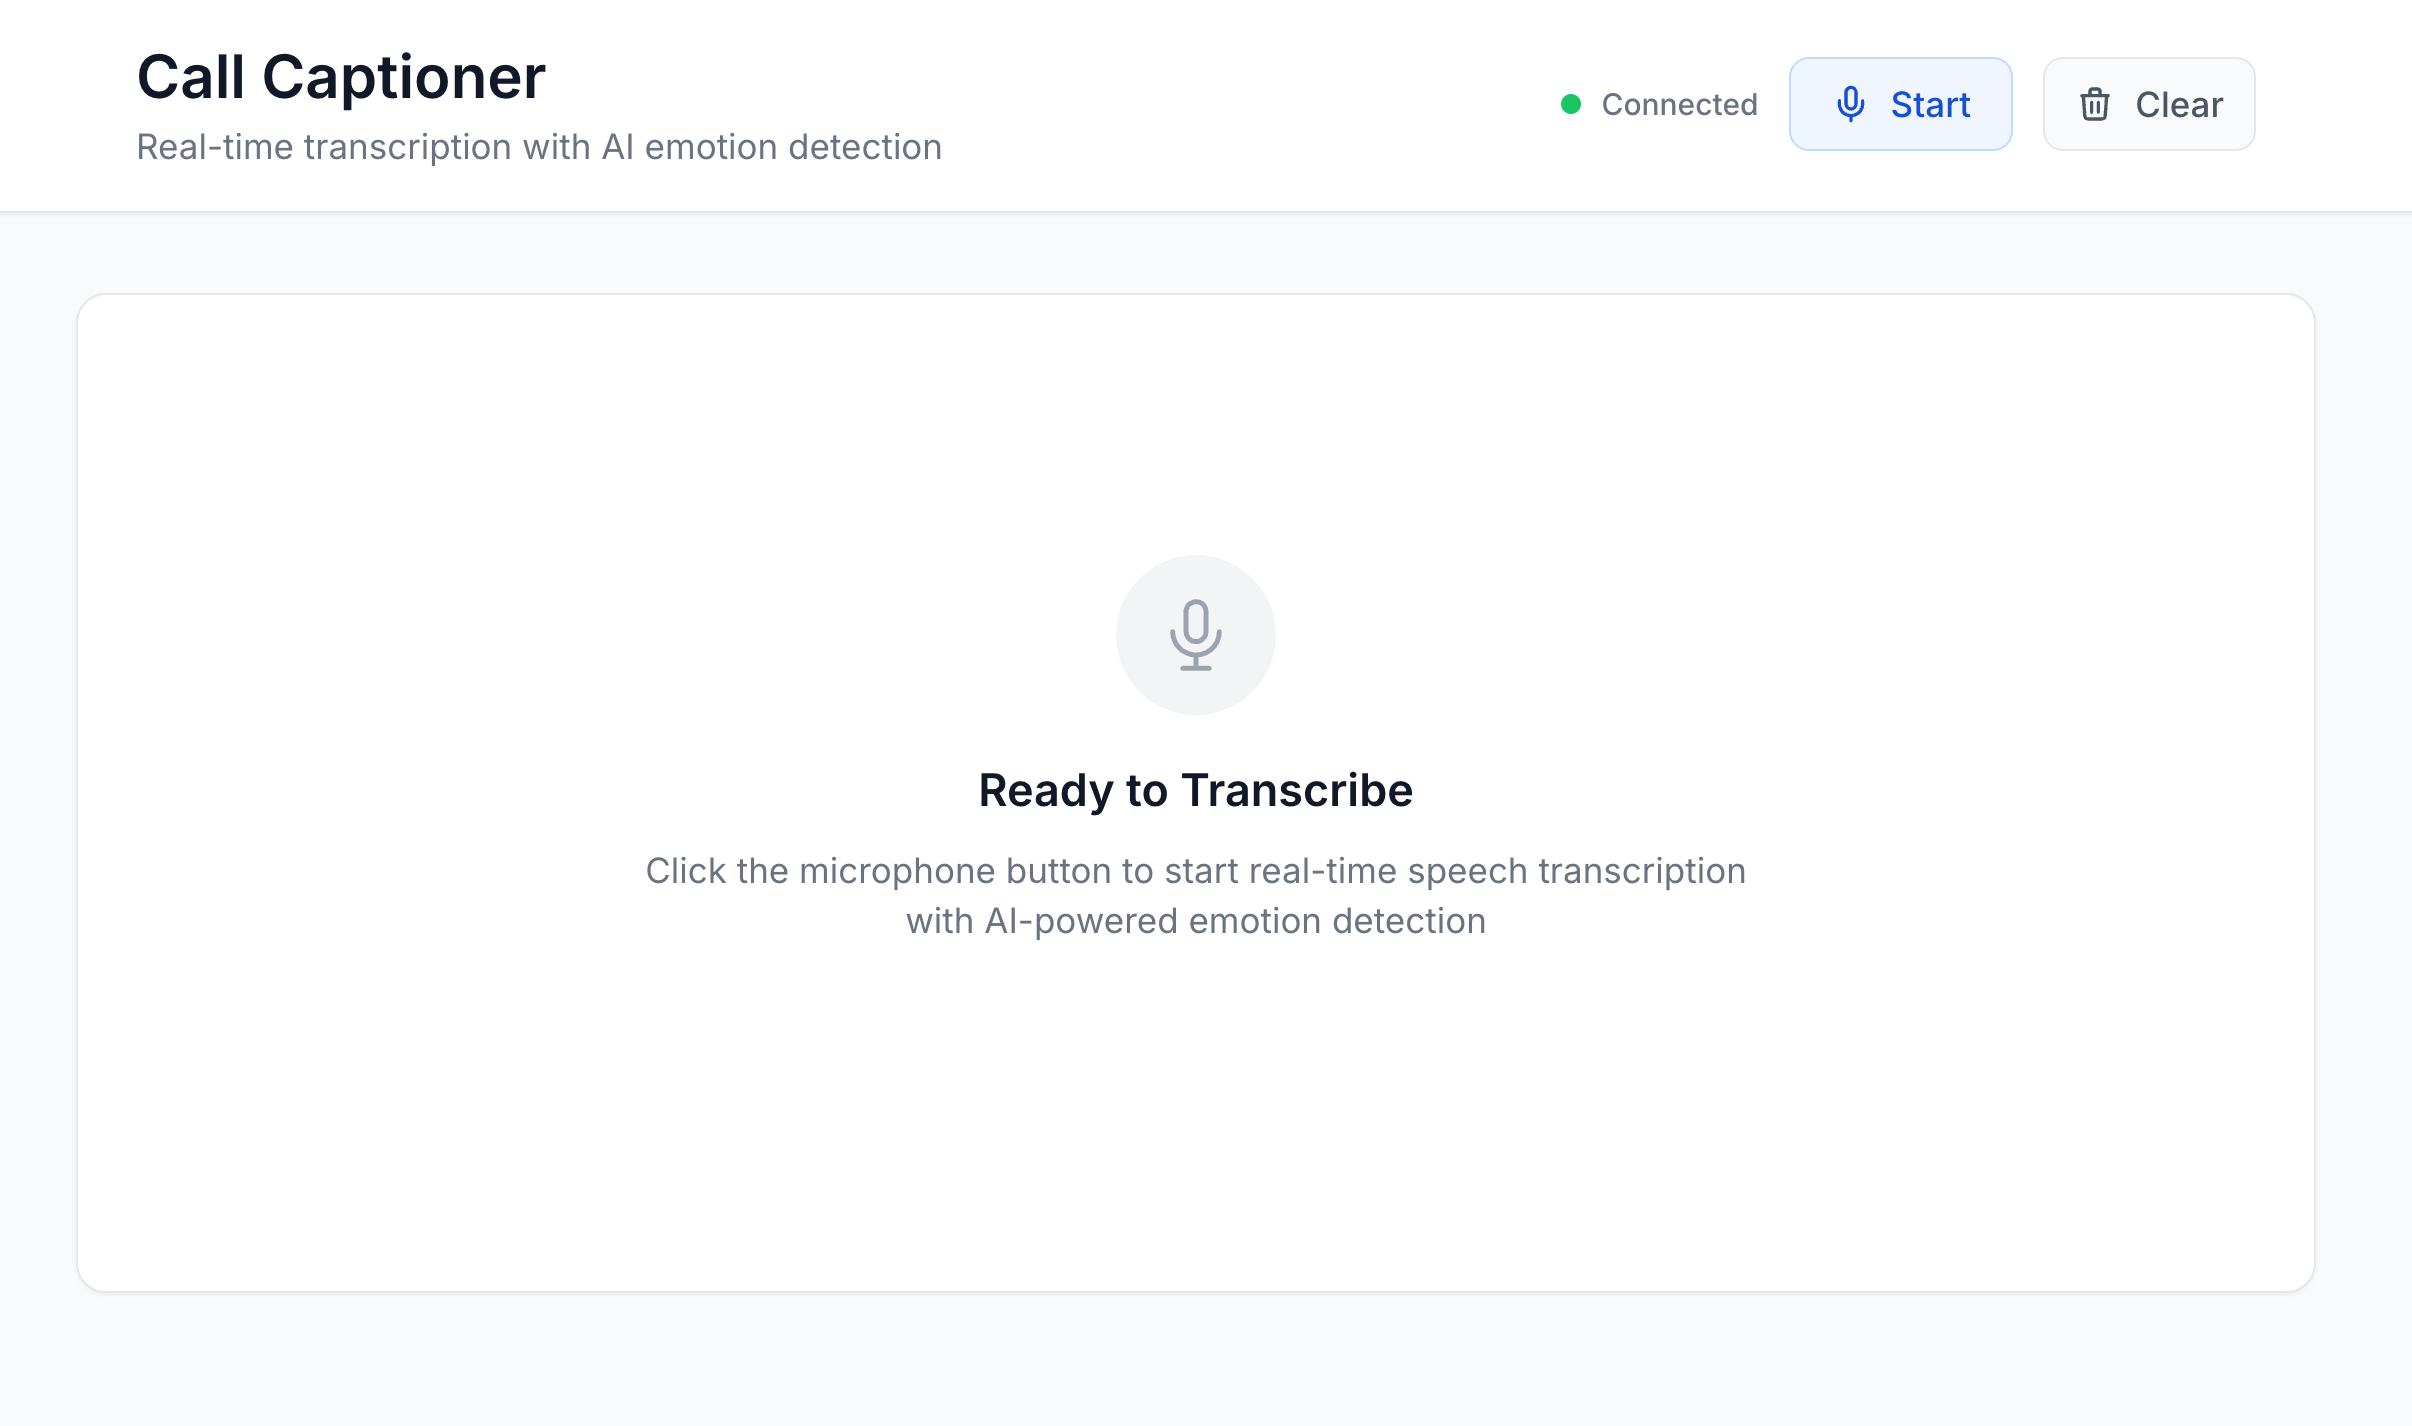 Call Captioner
Real-time transcription with AI emotion detection
Connected
Start
Clear
Ready to Transcribe
Click the microphone button to start real-time speech transcription
with AI-powered emotion detection